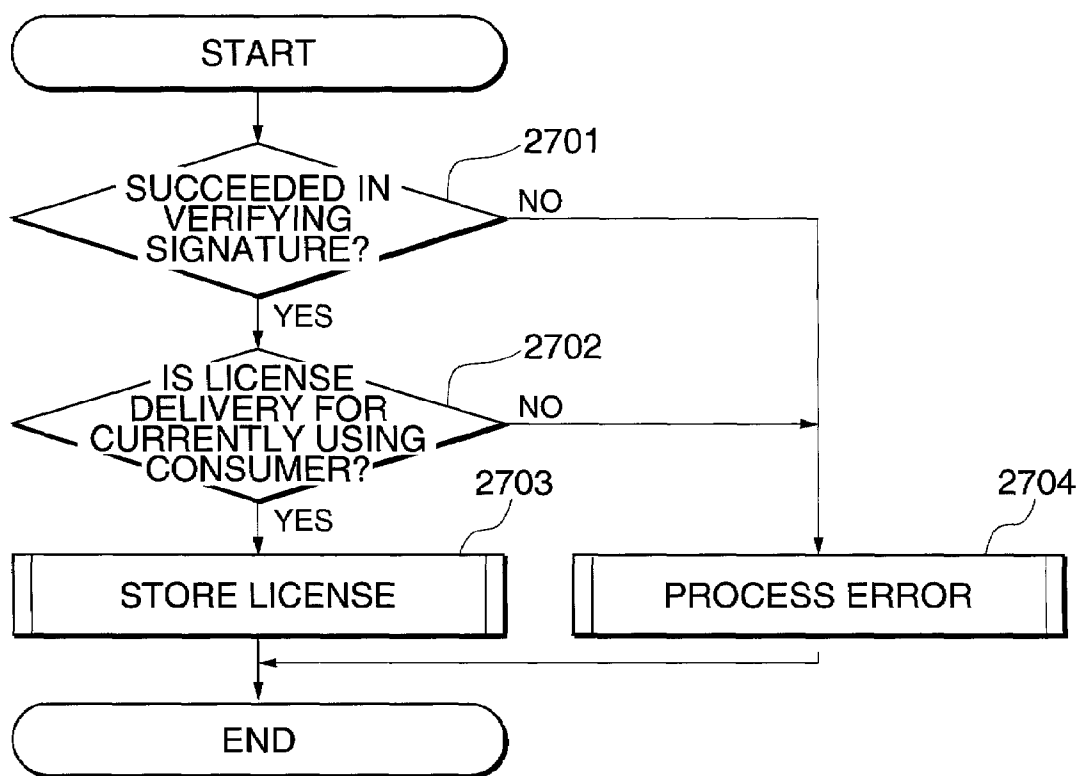 START
2701
SUCCEEDED IN
VERIFYING
SIGNATURE?
NO
YES
2702
IS LICENSE
DELIVERY FOR
CURRENTLY USING
CONSUMER?
NO
YES
2703
STORE LICENSE
2704
PROCESS ERROR
END